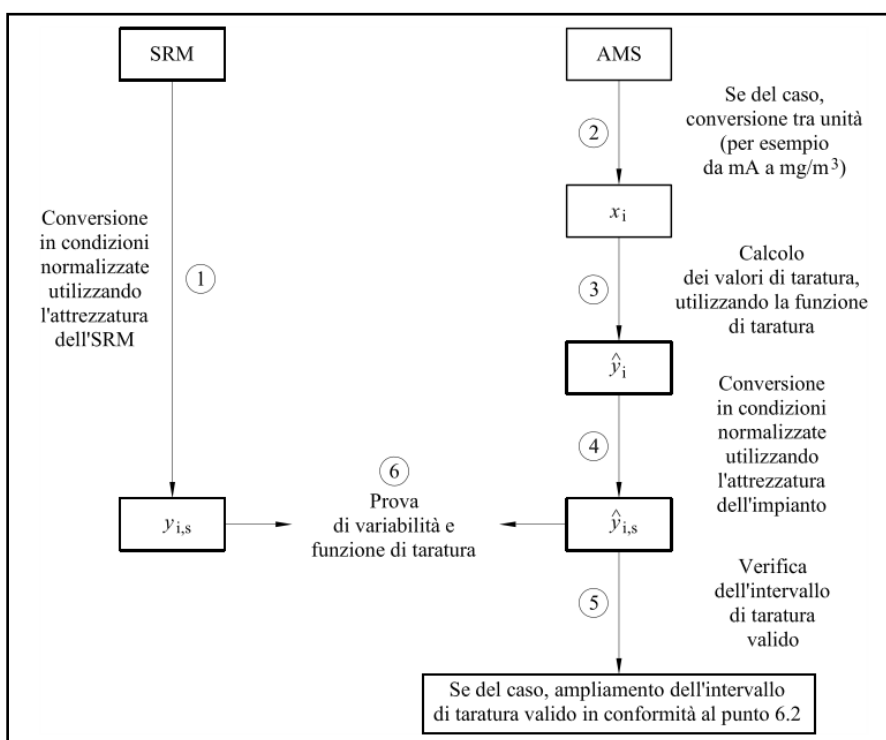 SRM
AMS
Se del caso,
conversione tra unità
(per esempio
da mA a mg/m³)
2
xi
Conversione
in condizioni
normalizzate
utilizzando
l'attrezzatura
dell'SRM
1
Calcolo
dei valori di taratura,
utilizzando la funzione
di taratura
3
ŷi
Conversione
in condizioni
normalizzate
utilizzando
l'attrezzatura
dell'impianto
4
6
Prova
di variabilità e
funzione di taratura
yi,s
ŷi,s
Verifica
dell'intervallo
di taratura
valido
5
Se del caso, ampliamento dell'intervallo
di taratura valido in conformità al punto 6.2